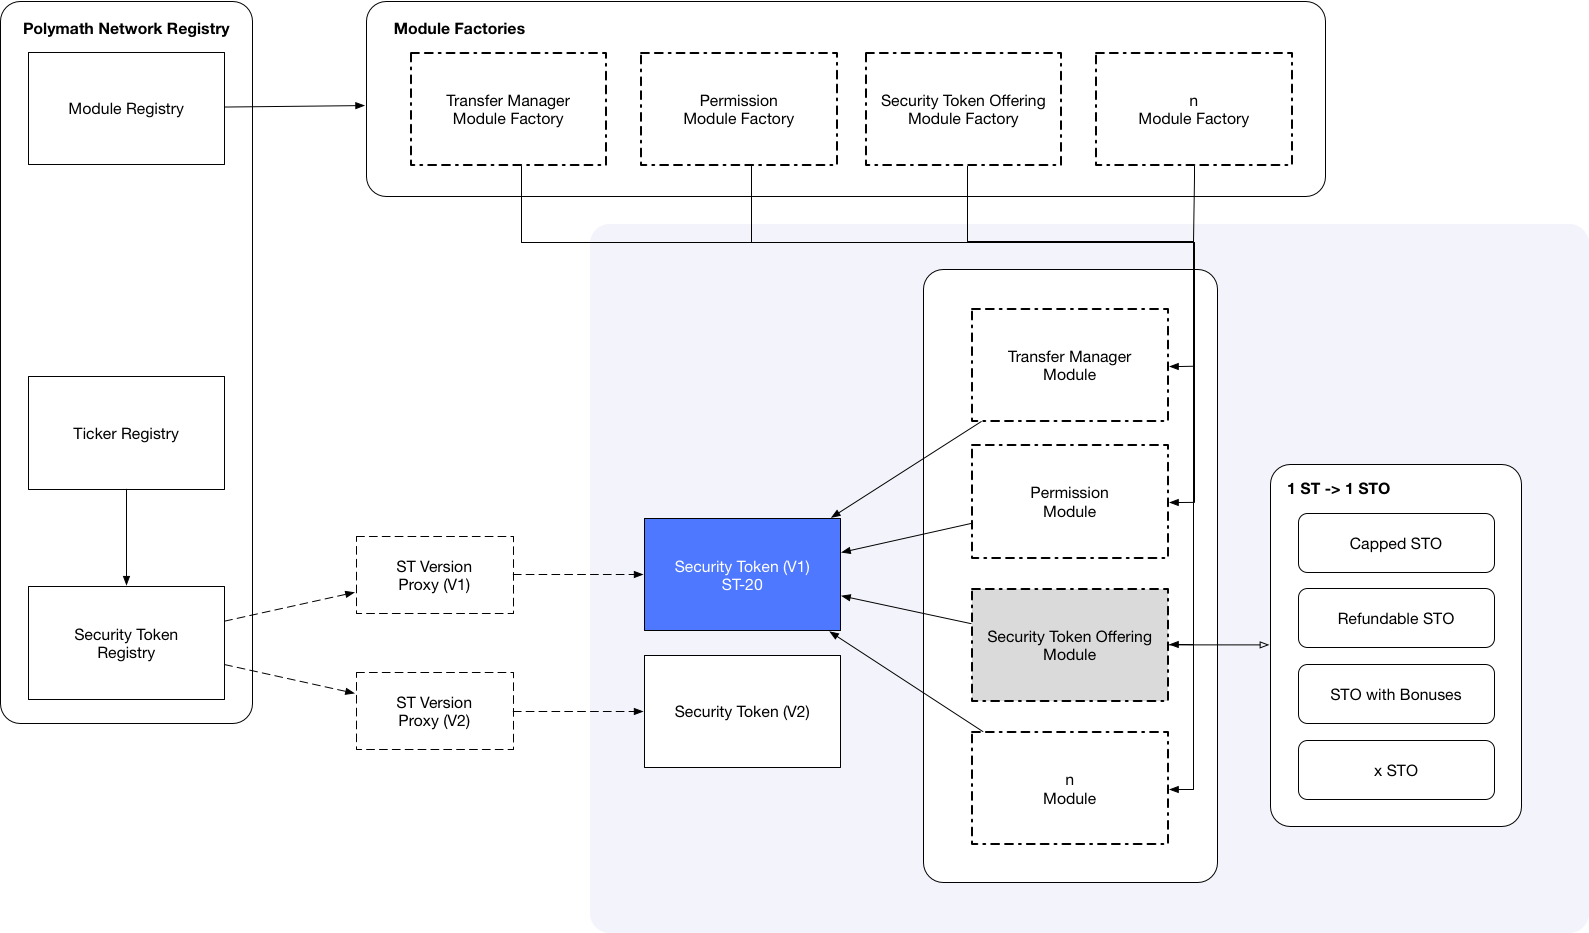 Polymath Network Registry
Module Registry
Ticker Registry
Security Token
Registry
Module Factories
Transfer Manager
Module Factory
Permission
Module Factory
Security Token Offering
Module Factory
n
Module Factory
ST Version
Proxy (V1)
ST Version
Proxy (V2)
Security Token (V1)
ST-20
Security Token (V2)
Transfer Manager
Module
Permission
Module
Security Token Offering
Module
n
Module
1 ST -> 1 STO
Capped STO
Refundable STO
STO with Bonuses
x STO